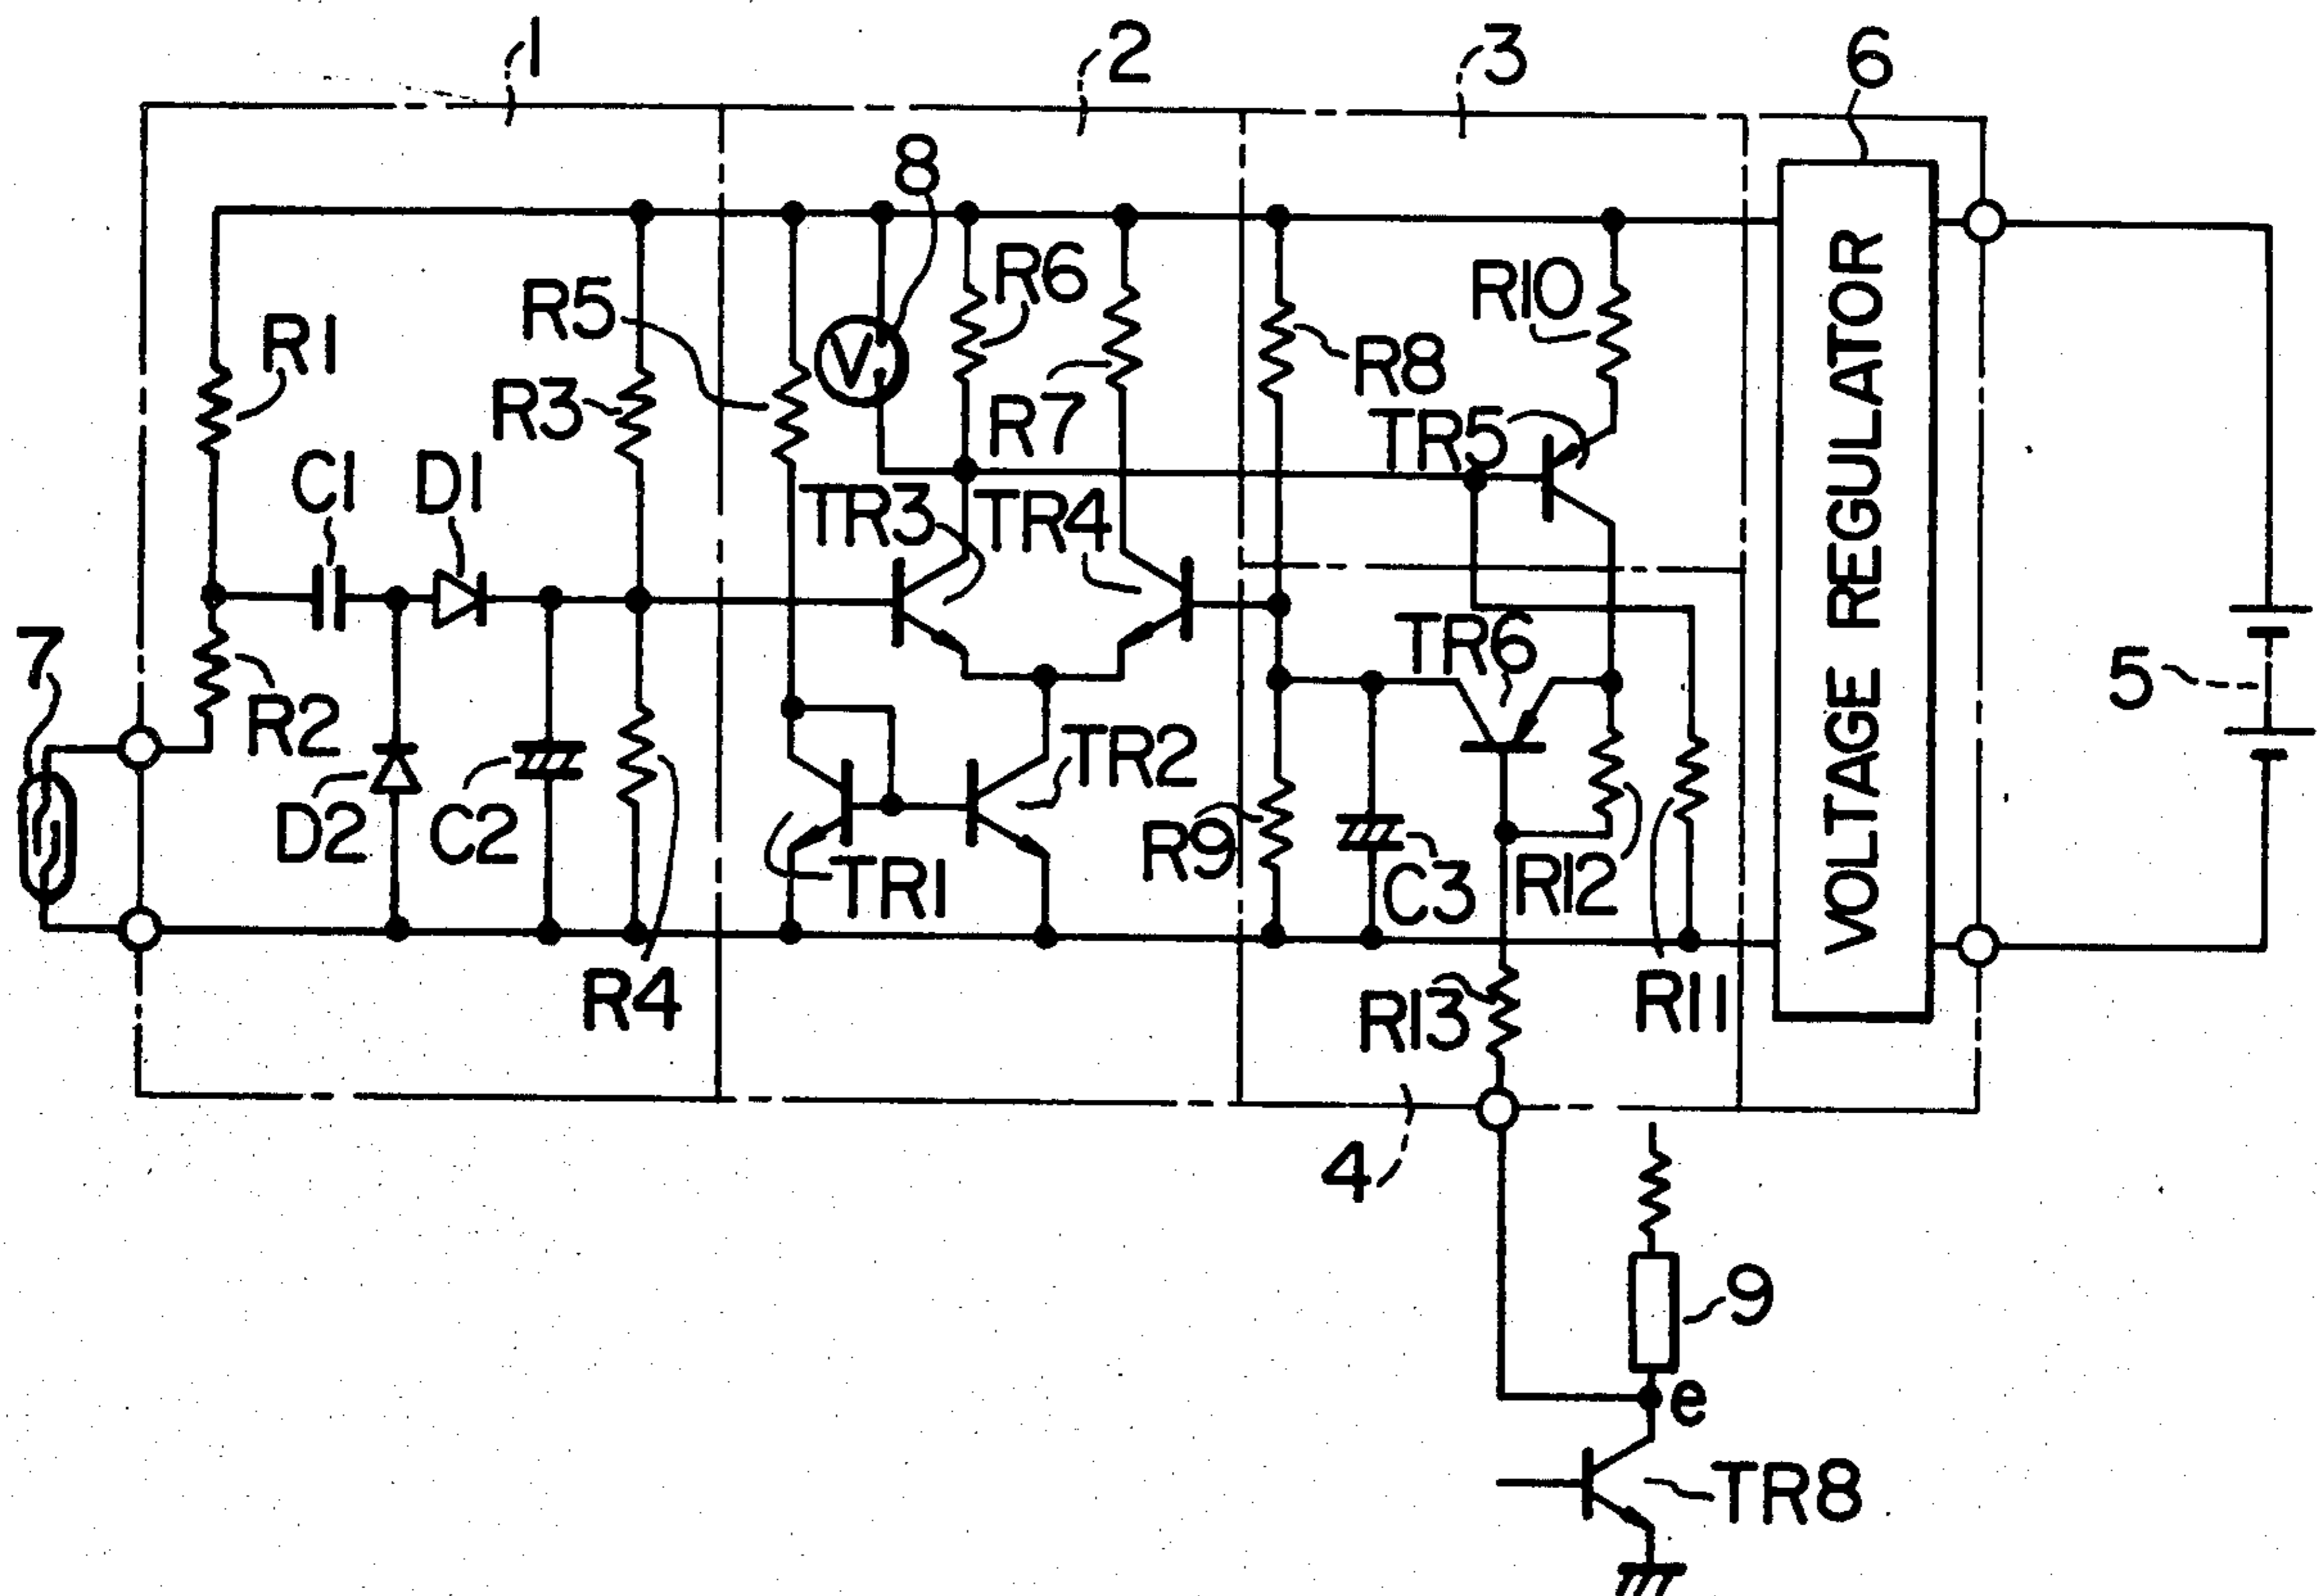 1
2
3
6
8
R5
R6
R10
R1
R3
R7
R8
TR5
C1
D1
V
TR3
TR4
TR6
7
R2
D2
C2
TR1
TR2
R9
C3
R12
R4
R13
R11
VOLTAGE REGULATOR
5
4
9
e
TR8